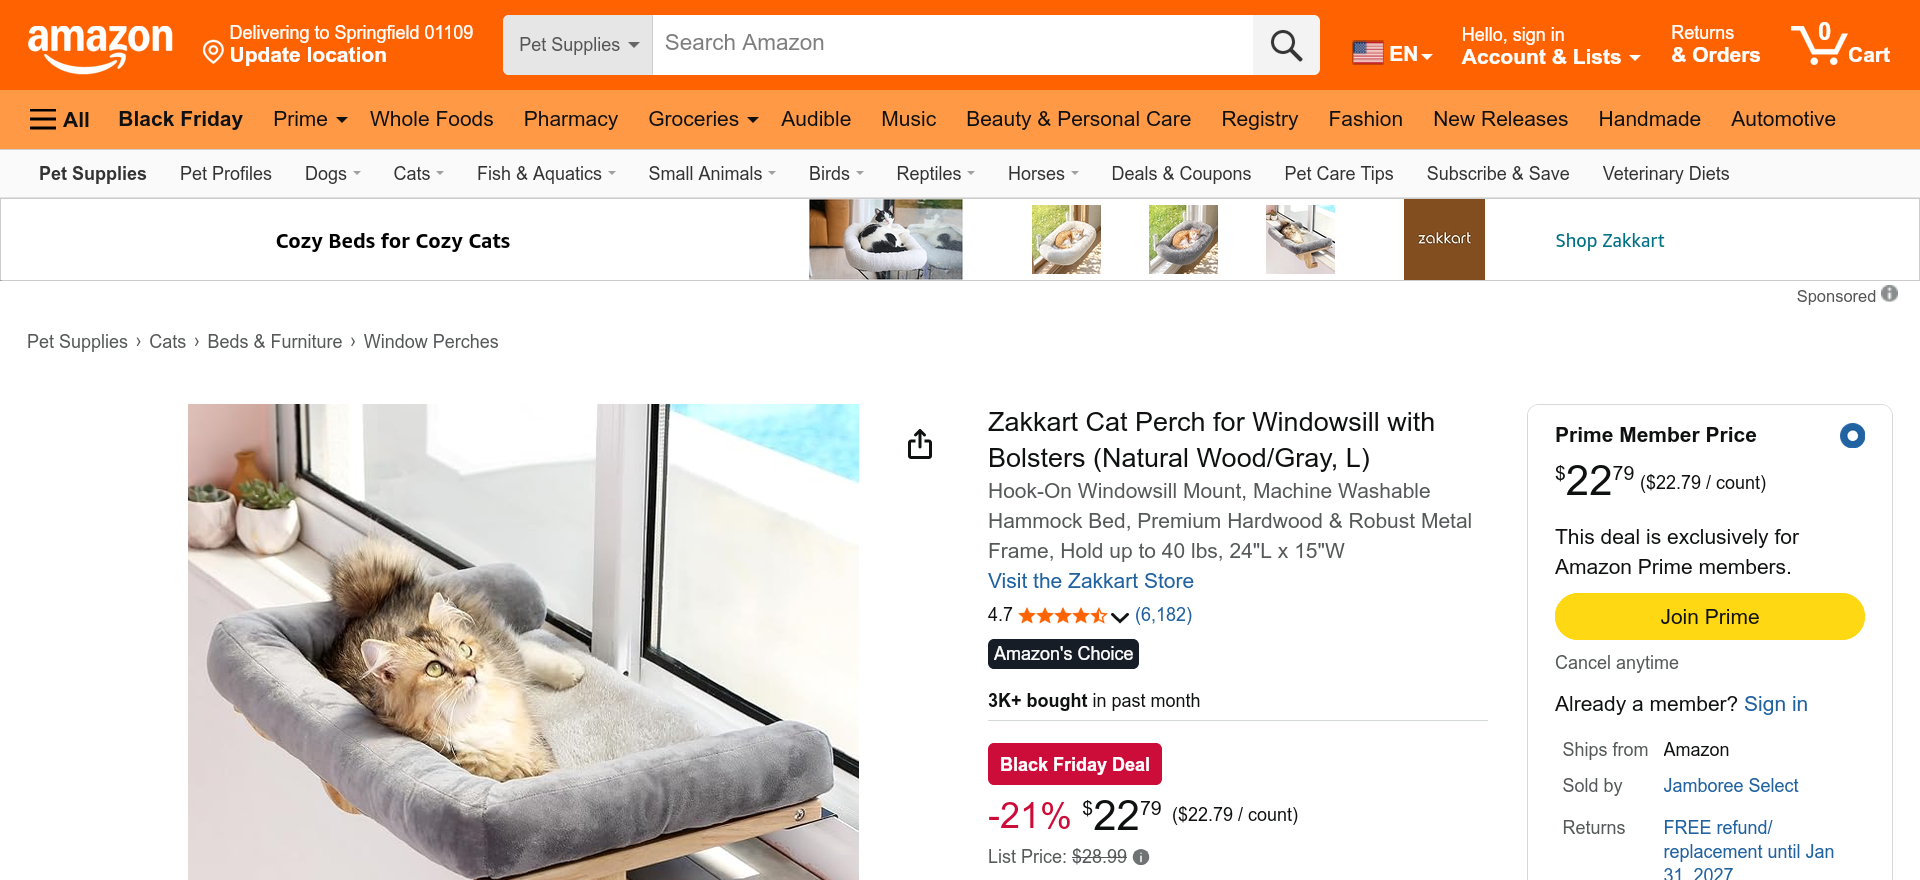 amazon
Delivering to Springfield 01109
Update location
Pet Supplies
Search Amazon
EN
Hello, sign in
Account & Lists
Returns
& Orders
0
Cart
All
Black Friday
Prime
Whole Foods
Pharmacy
Groceries
Audible
Music
Beauty & Personal Care
Registry
Fashion
New Releases
Handmade
Automotive
Pet Supplies
Pet Profiles
Dogs
Cats
Fish & Aquatics
Small Animals
Birds
Reptiles
Horses
Deals & Coupons
Pet Care Tips
Subscribe & Save
Veterinary Diets
Cozy Beds for Cozy Cats
zakkart
Shop Zakkart
Sponsored
Pet Supplies › Cats › Beds & Furniture › Window Perches
Zakkart Cat Perch for Windowsill with
Bolsters (Natural Wood/Gray, L)
Hook-On Windowsill Mount, Machine Washable
Hammock Bed, Premium Hardwood & Robust Metal
Frame, Hold up to 40 lbs, 24"L x 15"W
Visit the Zakkart Store
4.7 (6,182)
Amazon's Choice
3K+ bought in past month
Black Friday Deal
-21% $22 79 ($22.79 / count)
List Price: $28.99
Prime Member Price
$22 79 ($22.79 / count)
This deal is exclusively for
Amazon Prime members.
Join Prime
Cancel anytime
Already a member? Sign in
Ships from Amazon
Sold by Jamboree Select
Returns FREE refund/
replacement until Jan
31, 2027